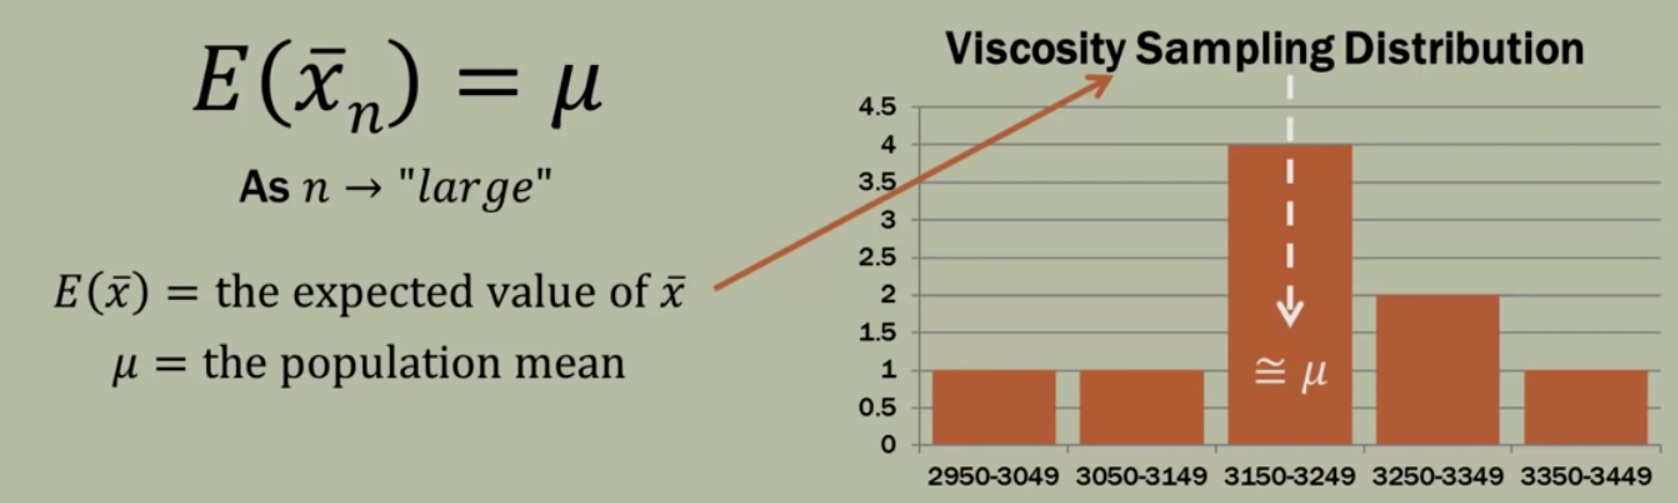 E(x̄ₙ) = μ
As n → "large"
E(x̄) = the expected value of x̄
μ = the population mean
Viscosity Sampling Distribution
4.5
4
3.5
3
2.5
2
1.5
1
0.5
0
≅ μ
2950-3049 3050-3149 3150-3249 3250-3349 3350-3449